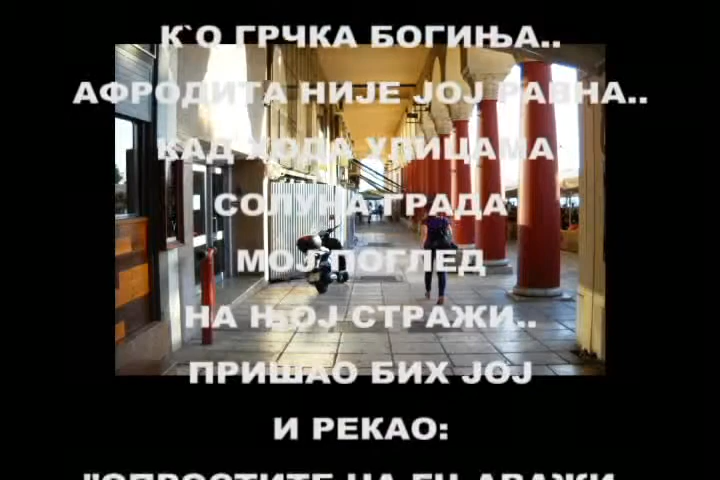 К`О ГРЧКА БОГИЊА..
АФРОДИТА НИЈЕ ЈОЈ РАВНА..
КАД ХОДА УЛИЦАМА
СОЛУНА ГРАДА
МОЈ ПОГЛЕД
НА ЊОЈ СТРАЖИ..
ПРИШАО БИХ ЈОЈ
И РЕКАО:
"ОПРОСТИТЕ НА